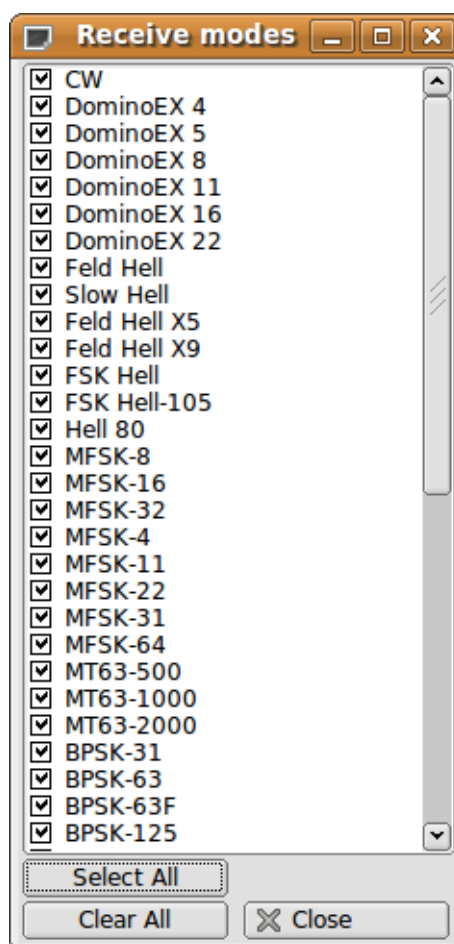 Receive modes
CW
DominoEX 4
DominoEX 5
DominoEX 8
DominoEX 11
DominoEX 16
DominoEX 22
Feld Hell
Slow Hell
Feld Hell X5
Feld Hell X9
FSK Hell
FSK Hell-105
Hell 80
MFSK-8
MFSK-16
MFSK-32
MFSK-4
MFSK-11
MFSK-22
MFSK-31
MFSK-64
MT63-500
MT63-1000
MT63-2000
BPSK-31
BPSK-63
BPSK-63F
BPSK-125
Select All
Clear All Close